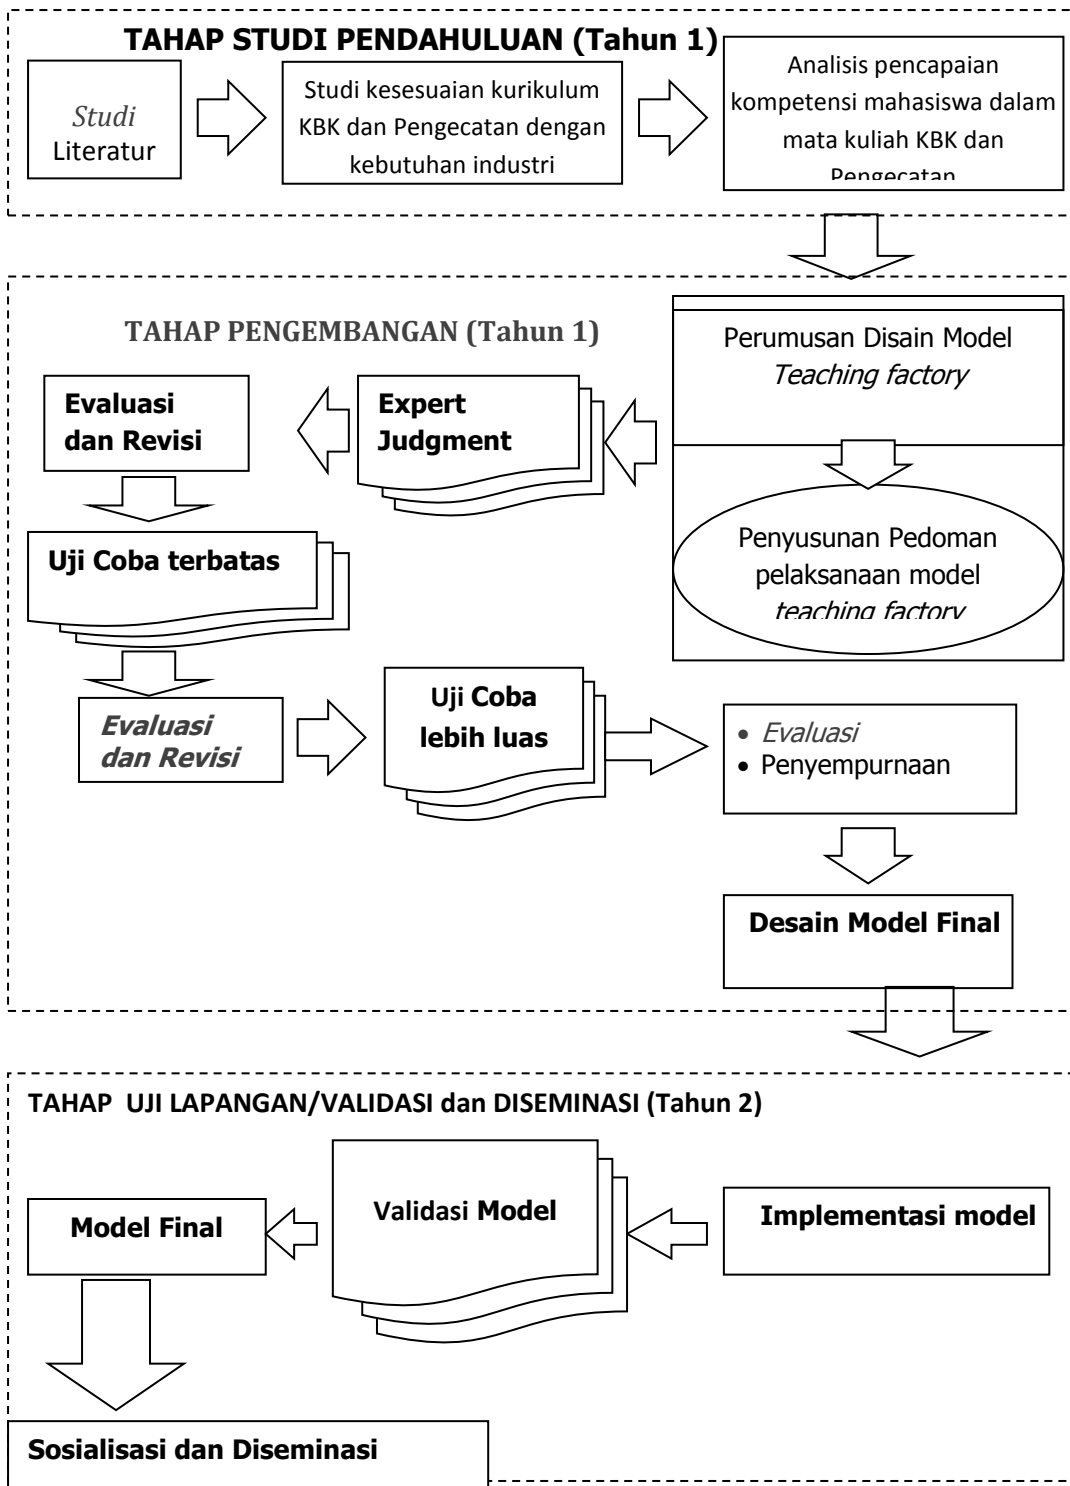 TAHAP STUDI PENDAHULUAN (Tahun 1)
Studi
Literatur
Studi kesesuaian kurikulum
KBK dan Pengecatan dengan
kebutuhan industri
Analisis pencapaian
kompetensi mahasiswa dalam
mata kuliah KBK dan
Pengecatan
TAHAP PENGEMBANGAN (Tahun 1)
Perumusan Disain Model
Teaching factory
Penyusunan Pedoman
pelaksanaan model
teaching factory
Expert
Judgment
Evaluasi
dan Revisi
Uji Coba terbatas
Evaluasi
dan Revisi
Uji Coba
lebih luas
• Evaluasi
• Penyempurnaan
Desain Model Final
TAHAP  UJI LAPANGAN/VALIDASI dan DISEMINASI (Tahun 2)
Implementasi model
Validasi Model
Model Final
Sosialisasi dan Diseminasi